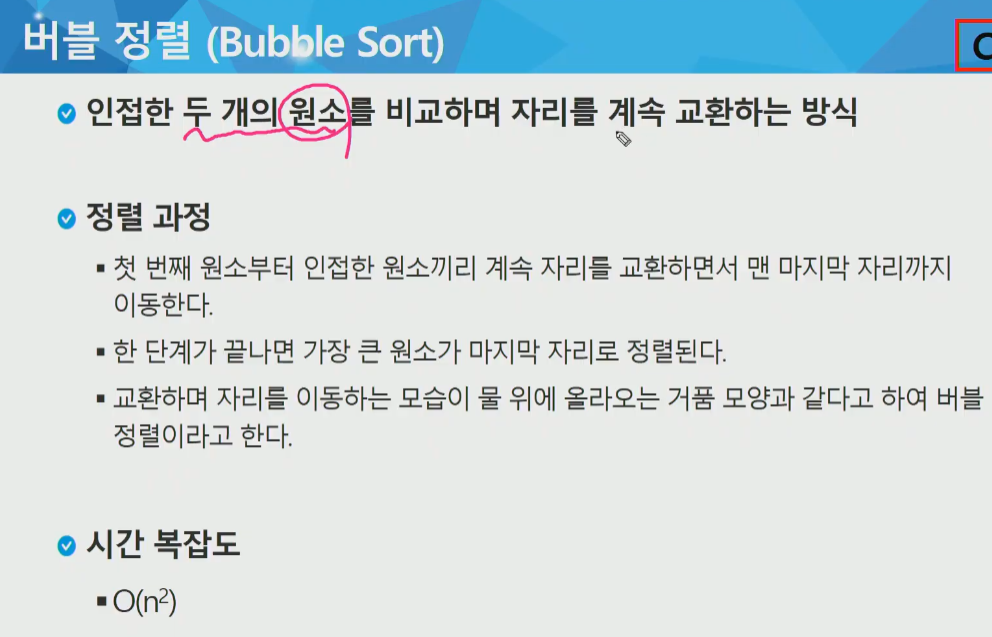 버블 정렬 (Bubble Sort)
인접한 두 개의 원소를 비교하며 자리를 계속 교환하는 방식
정렬 과정
▪ 첫 번째 원소부터 인접한 원소끼리 계속 자리를 교환하면서 맨 마지막 자리까지
이동한다.
▪ 한 단계가 끝나면 가장 큰 원소가 마지막 자리로 정렬된다.
▪ 교환하며 자리를 이동하는 모습이 물 위에 올라오는 거품 모양과 같다고 하여 버블
정렬이라고 한다.
시간 복잡도
▪ O(n²)